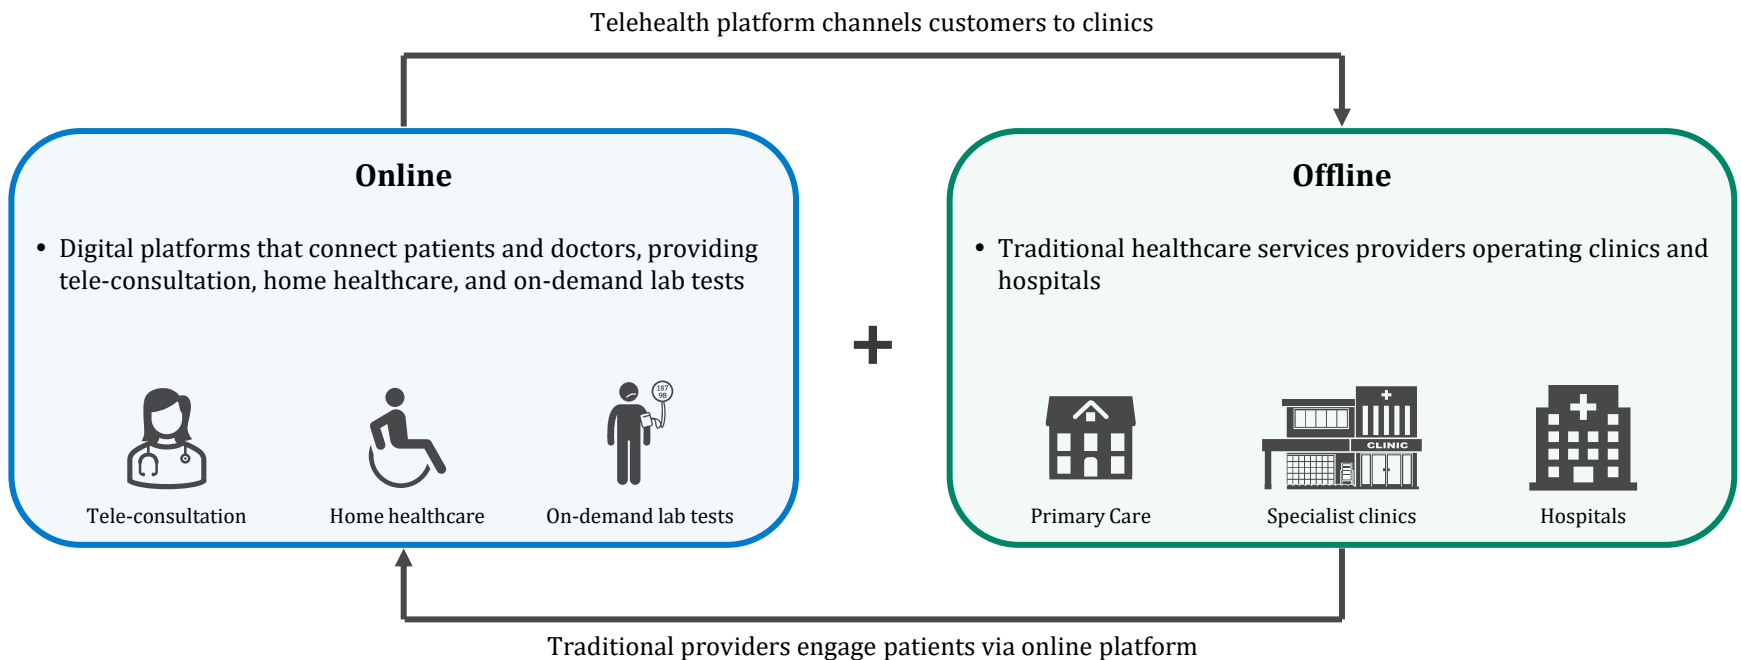 Telehealth platform channels customers to clinics
Online
• Digital platforms that connect patients and doctors, providing
tele-consultation, home healthcare, and on-demand lab tests
187
98
Tele-consultation
Home healthcare
On-demand lab tests
+
Offline
• Traditional healthcare services providers operating clinics and
hospitals
CLINIC
Primary Care
Specialist clinics
Hospitals
Traditional providers engage patients via online platform